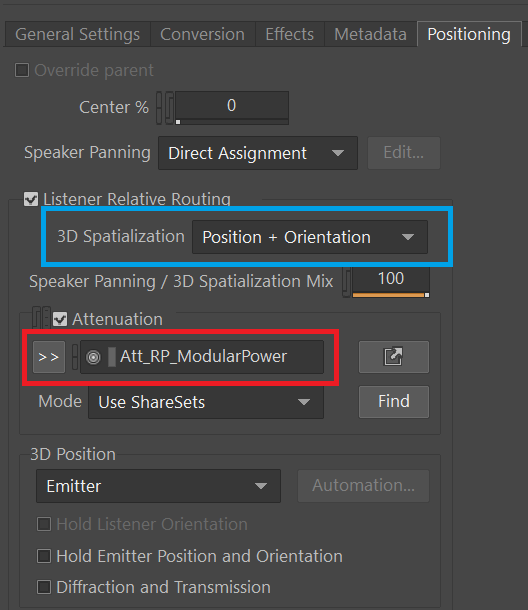 General Settings Conversion Effects Metadata Positioning
Override parent
Center % 0
Speaker Panning Direct Assignment Edit...
Listener Relative Routing
3D Spatialization Position + Orientation
Speaker Panning / 3D Spatialization Mix 100
Attenuation
>> Att_RP_ModularPower
Mode Use ShareSets Find
3D Position
Emitter Automation...
Hold Listener Orientation
Hold Emitter Position and Orientation
Diffraction and Transmission